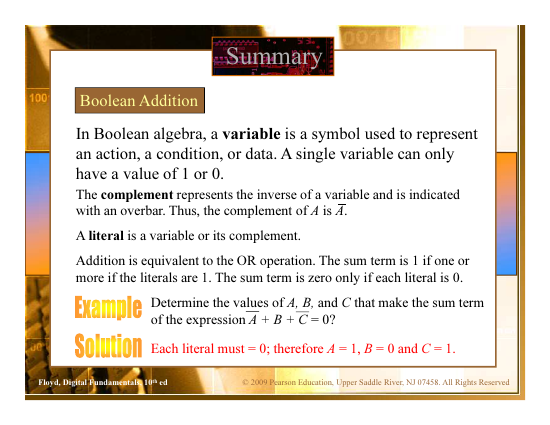 Summary
Boolean Addition
In Boolean algebra, a variable is a symbol used to represent
an action, a condition, or data. A single variable can only
have a value of 1 or 0.
The complement represents the inverse of a variable and is indicated
with an overbar. Thus, the complement of A is A̅.
A literal is a variable or its complement.
Addition is equivalent to the OR operation. The sum term is 1 if one or
more if the literals are 1. The sum term is zero only if each literal is 0.
Example
Determine the values of A, B, and C that make the sum term
of the expression A̅ + B + C̅ = 0?
Solution
Each literal must = 0; therefore A = 1, B = 0 and C = 1.
Floyd, Digital Fundamentals, 10th ed
© 2009 Pearson Education, Upper Saddle River, NJ 07458. All Rights Reserved